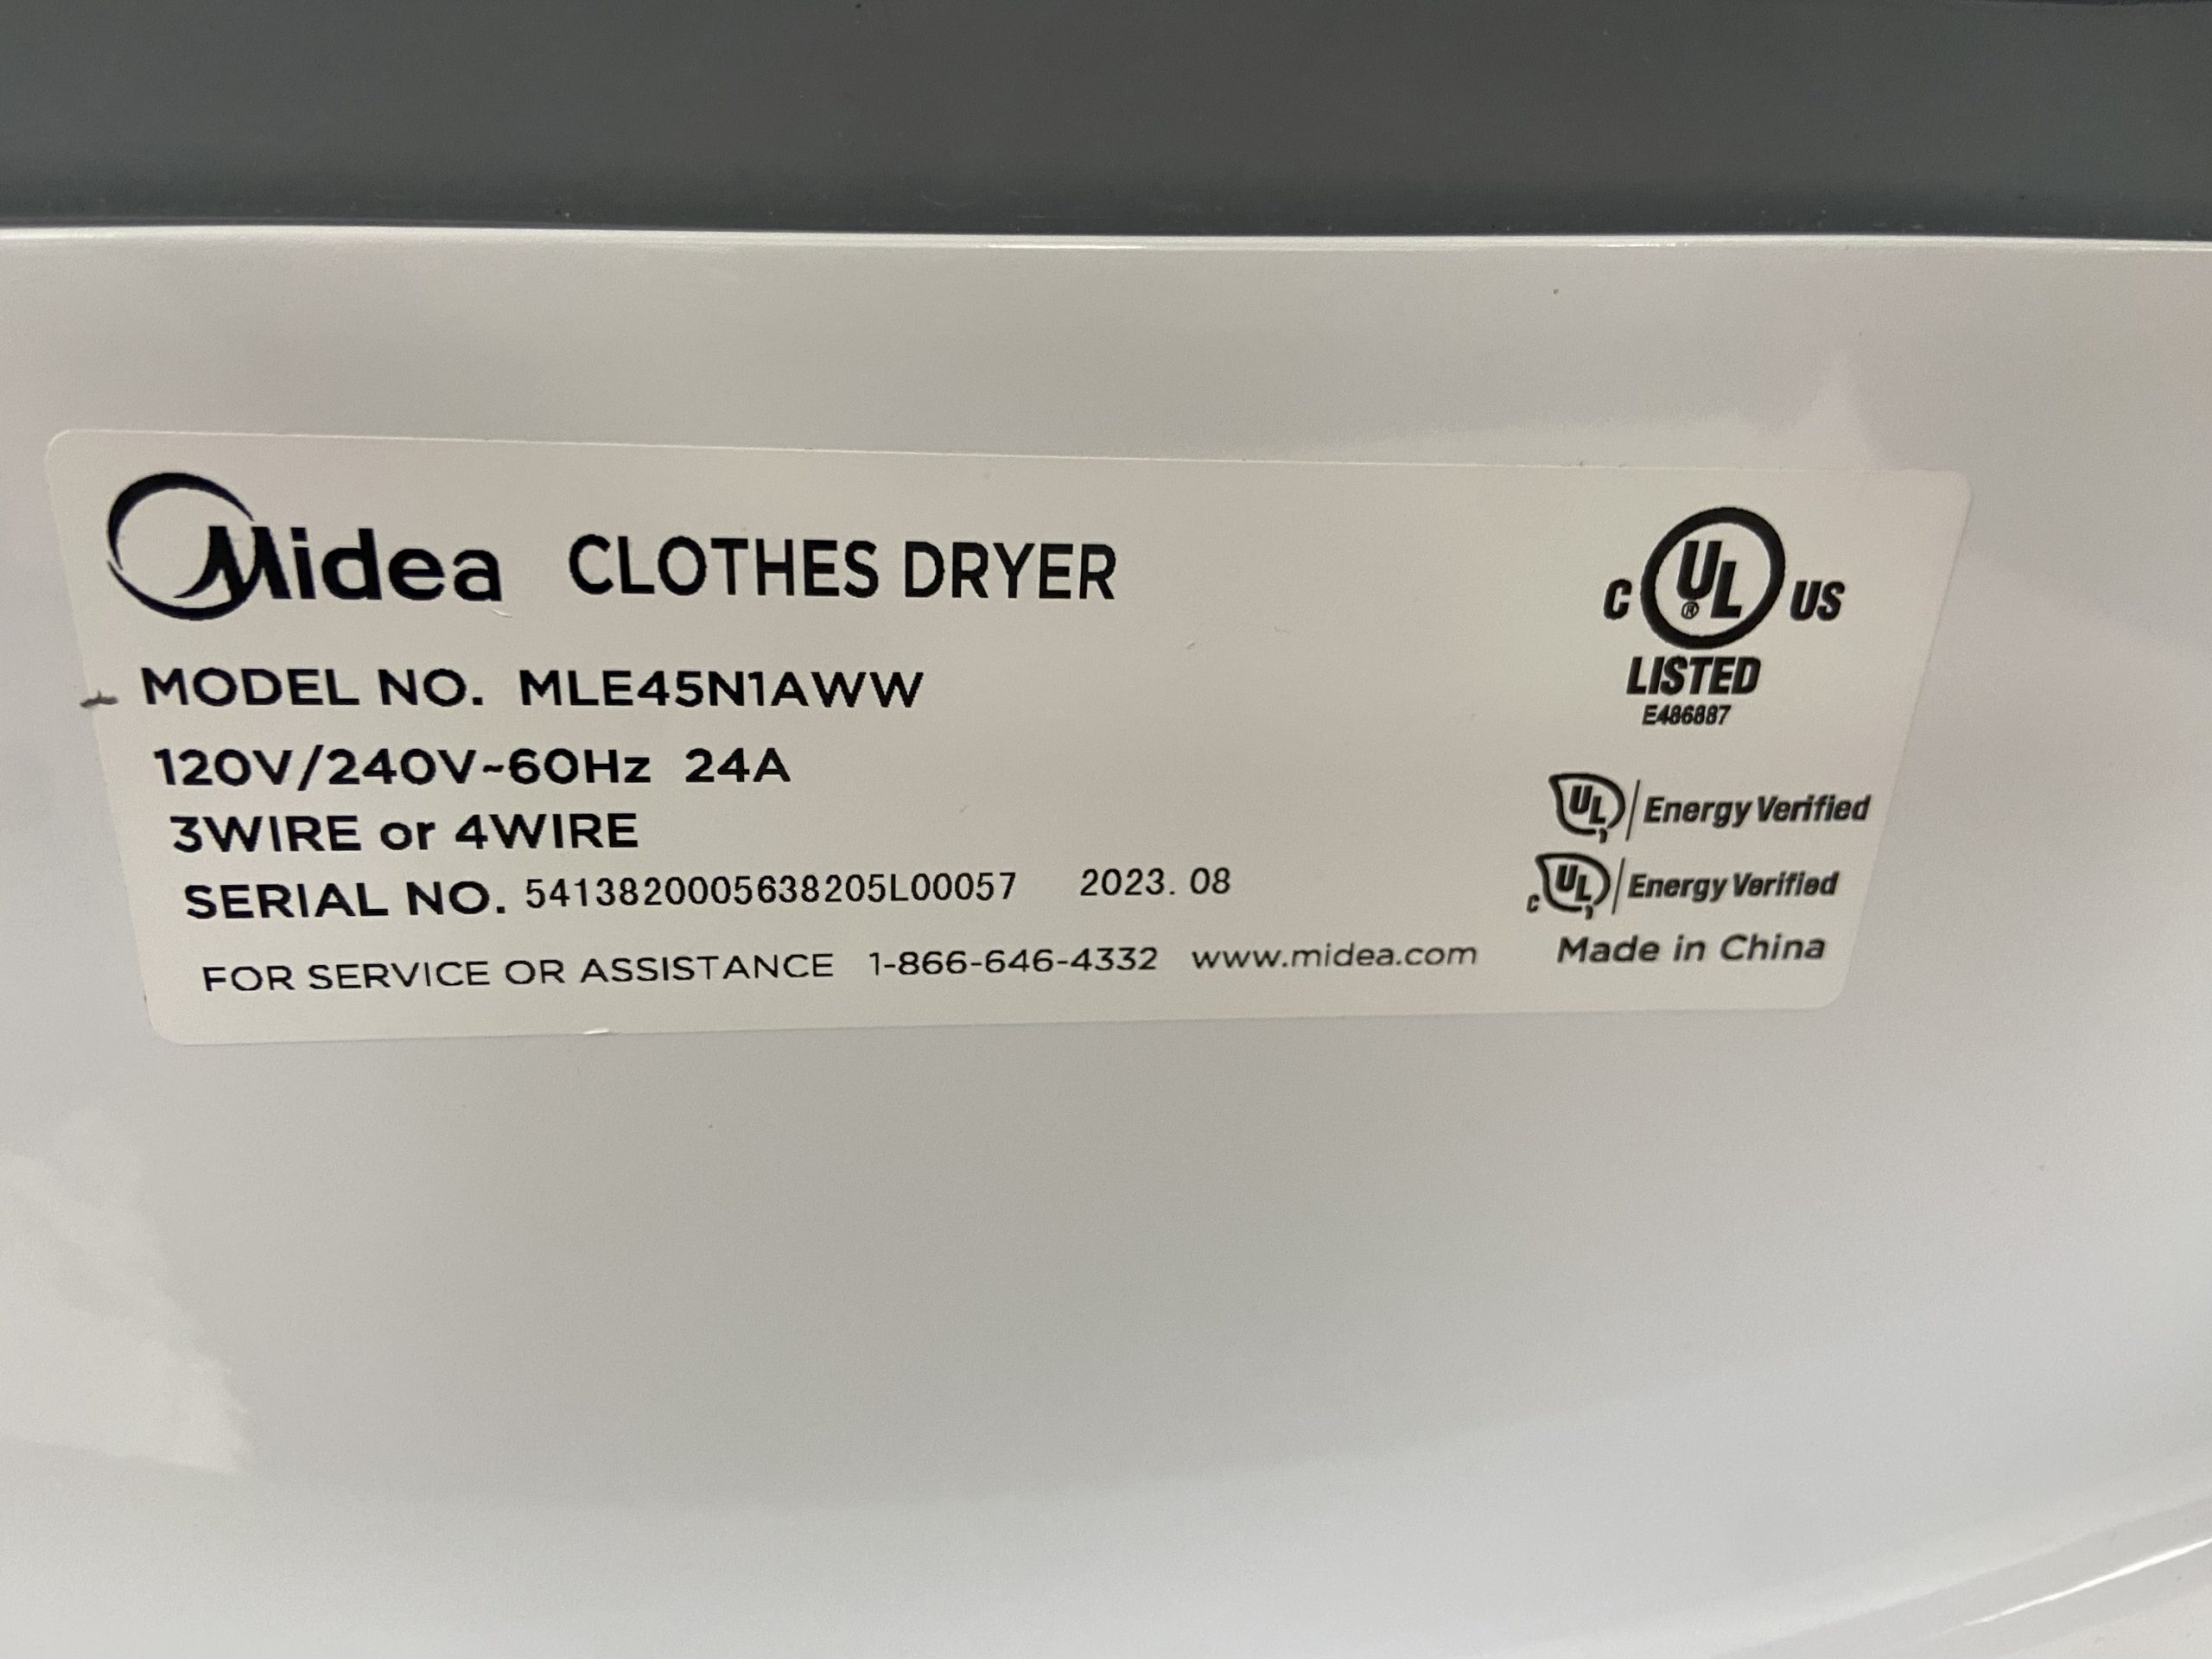 Midea CLOTHES DRYER
MODEL NO. MLE45N1AWW
120V/240V~60Hz 24A
3WIRE or 4WIRE
SERIAL NO. 5413820005638205L00057 2023.08
FOR SERVICE OR ASSISTANCE 1-866-646-4332 www.midea.com
C UL® US
LISTED
E486887
UL Energy Verified
c UL Energy Verified
Made in China